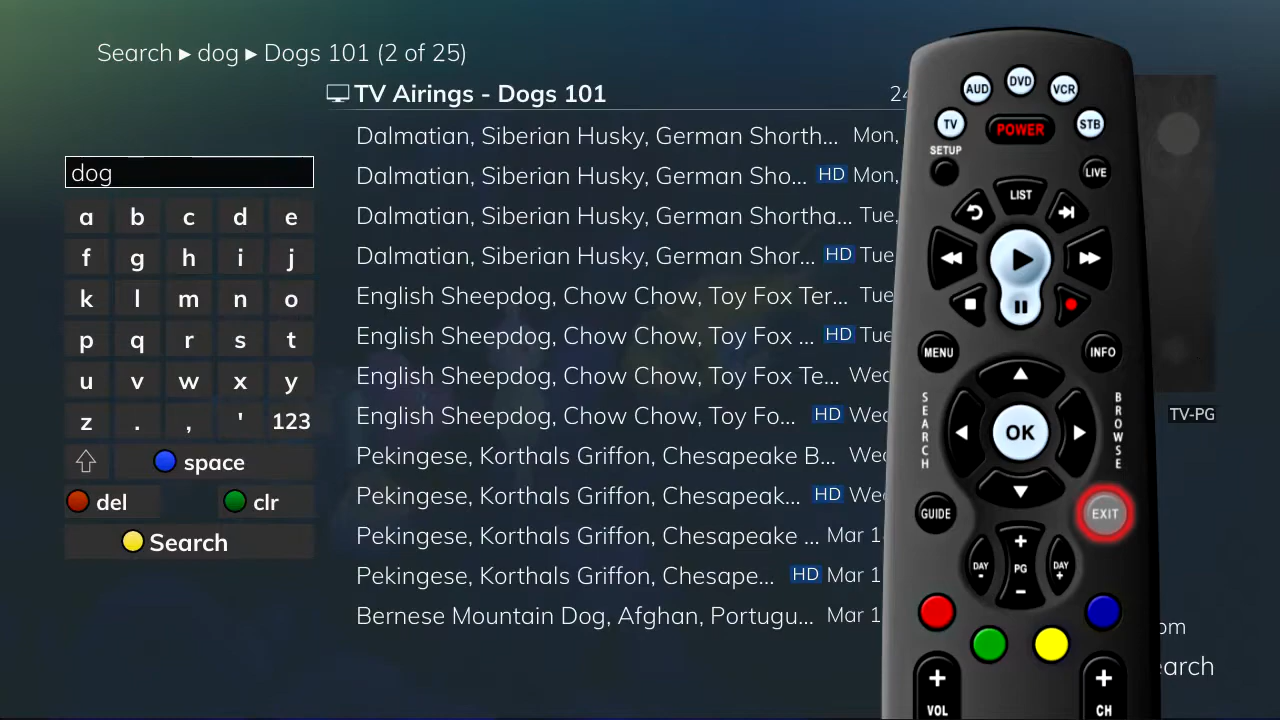 Search ▸ dog ▸ Dogs 101 (2 of 25)
TV Airings - Dogs 101
Dalmatian, Siberian Husky, German Shorth... Mon,
Dalmatian, Siberian Husky, German Sho... HD Mon,
Dalmatian, Siberian Husky, German Shortha... Tue,
Dalmatian, Siberian Husky, German Shor... HD Tue
English Sheepdog, Chow Chow, Toy Fox Ter... Tue
English Sheepdog, Chow Chow, Toy Fox ... HD Tue
English Sheepdog, Chow Chow, Toy Fox Te... Wed
English Sheepdog, Chow Chow, Toy Fo... HD Wed
Pekingese, Korthals Griffon, Chesapeake B... Wed
Pekingese, Korthals Griffon, Chesapeak... HD Wed
Pekingese, Korthals Griffon, Chesapeake ... Mar 1
Pekingese, Korthals Griffon, Chesape... HD Mar 1
Bernese Mountain Dog, Afghan, Portugu... Mar 1
dog
a b c d e
f g h i j
k l m n o
p q r s t
u v w x y
z . , ' 123
space
del clr
Search
TV-PG
AUD DVD VCR
TV POWER STB
SETUP
LIVE
LIST
MENU INFO
SEARCH
BROWSE
OK
GUIDE EXIT
+
DAY - PG DAY +
-
+ +
VOL CH